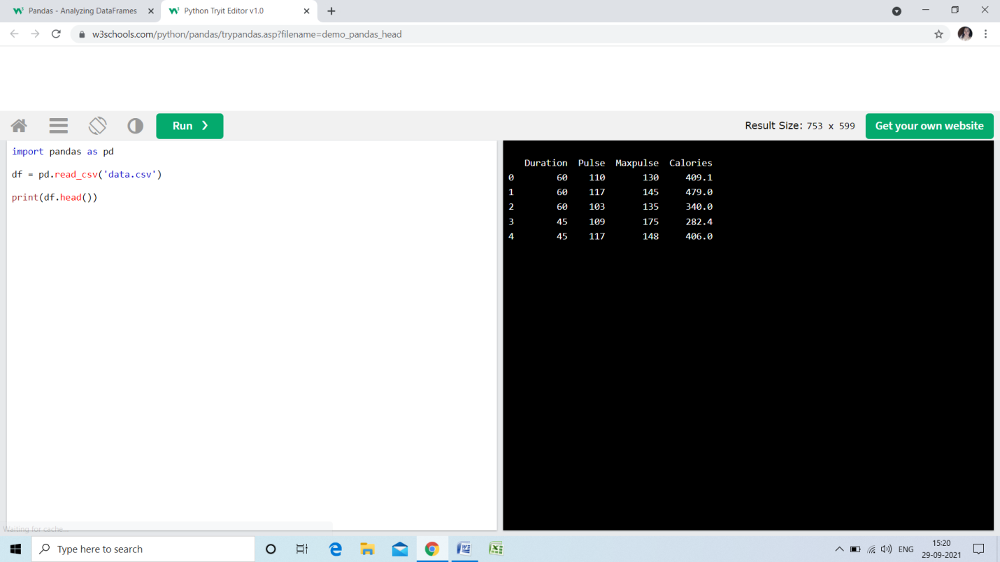 Pandas - Analyzing DataFrames
Python Tryit Editor v1.0
w3schools.com/python/pandas/trypandas.asp?filename=demo_pandas_head
Run ❯
Result Size: 753 x 599
Get your own website
import pandas as pd
df = pd.read_csv('data.csv')
print(df.head())
Duration Pulse Maxpulse Calories
0 60 110 130 409.1
1 60 117 145 479.0
2 60 103 135 340.0
3 45 109 175 282.4
4 45 117 148 406.0
Waiting for cache...
Type here to search
ENG
15:20
29-09-2021